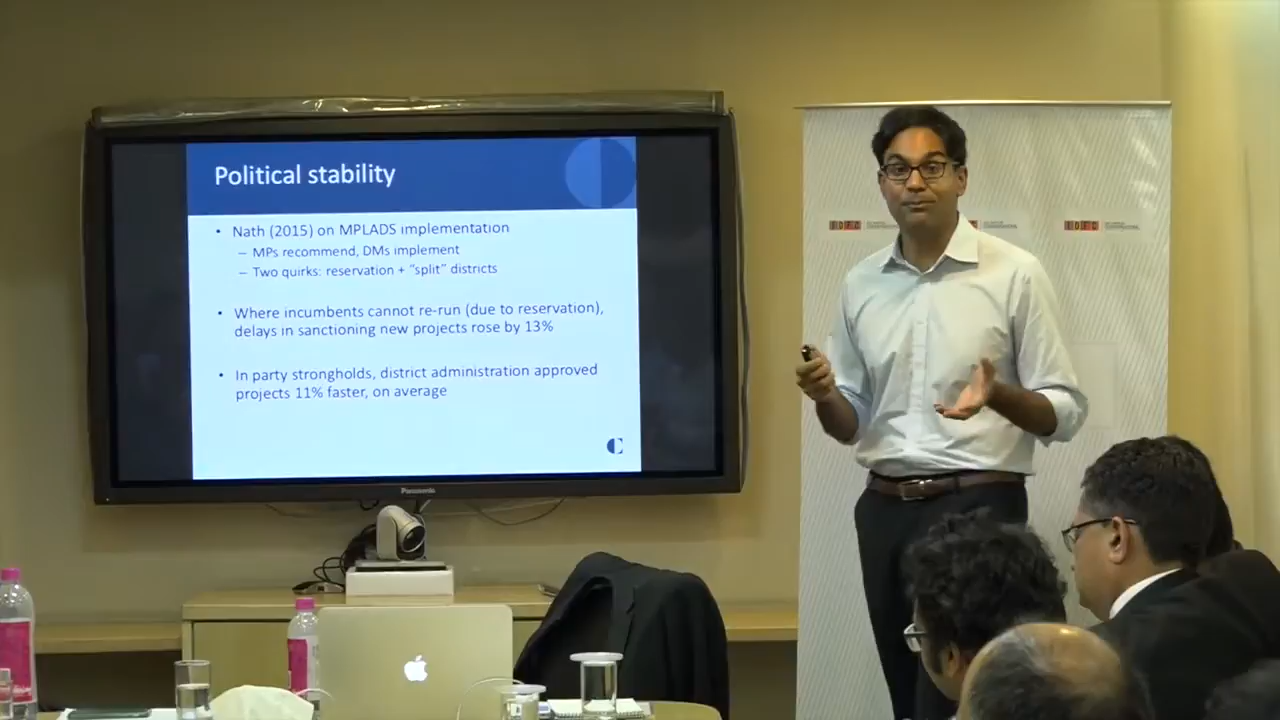 Political stability
• Nath (2015) on MPLADS implementation
– MPs recommend, DMs implement
– Two quirks: reservation + "split" districts
• Where incumbents cannot re-run (due to reservation),
delays in sanctioning new projects rose by 13%
• In party strongholds, district administration approved
projects 11% faster, on average
Panasonic
IDFC
IDFC